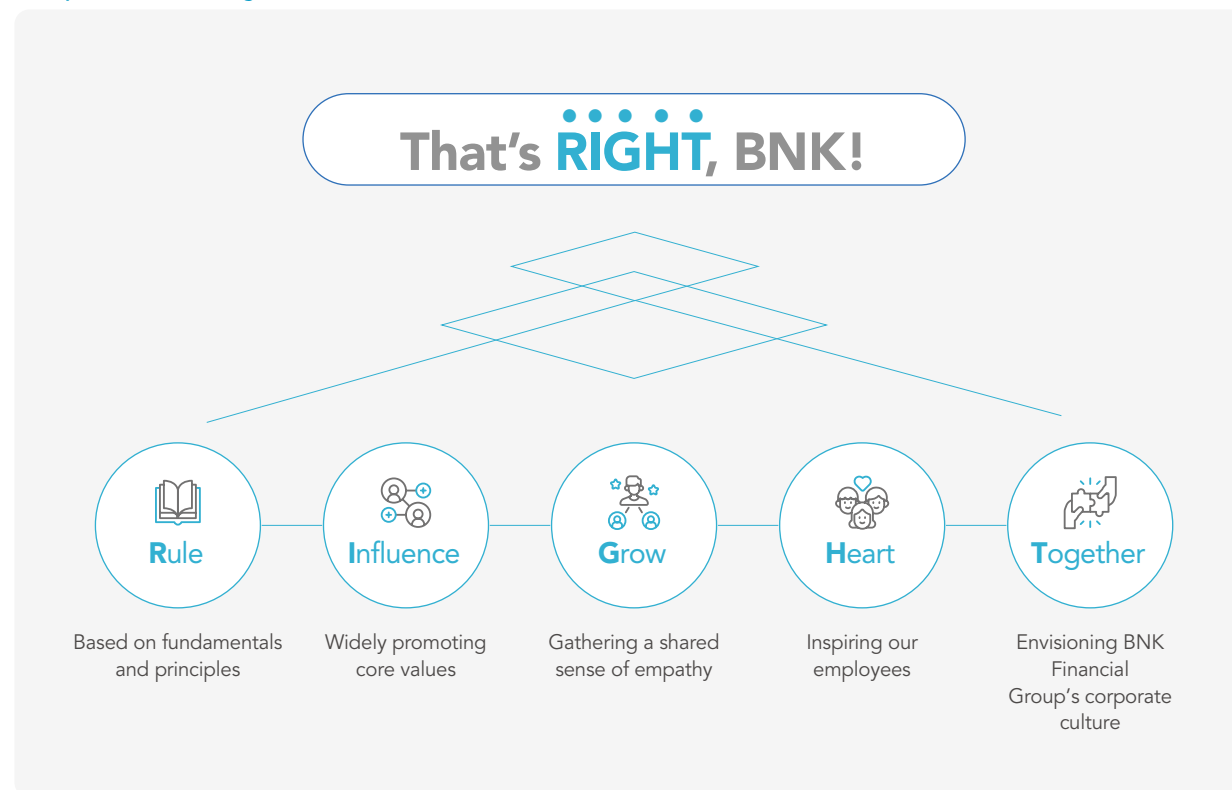 That's RIGHT, BNK!
Rule
Influence
Grow
Heart
Together
Based on fundamentals
and principles
Widely promoting
core values
Gathering a shared
sense of empathy
Inspiring our
employees
Envisioning BNK
Financial
Group's corporate
culture